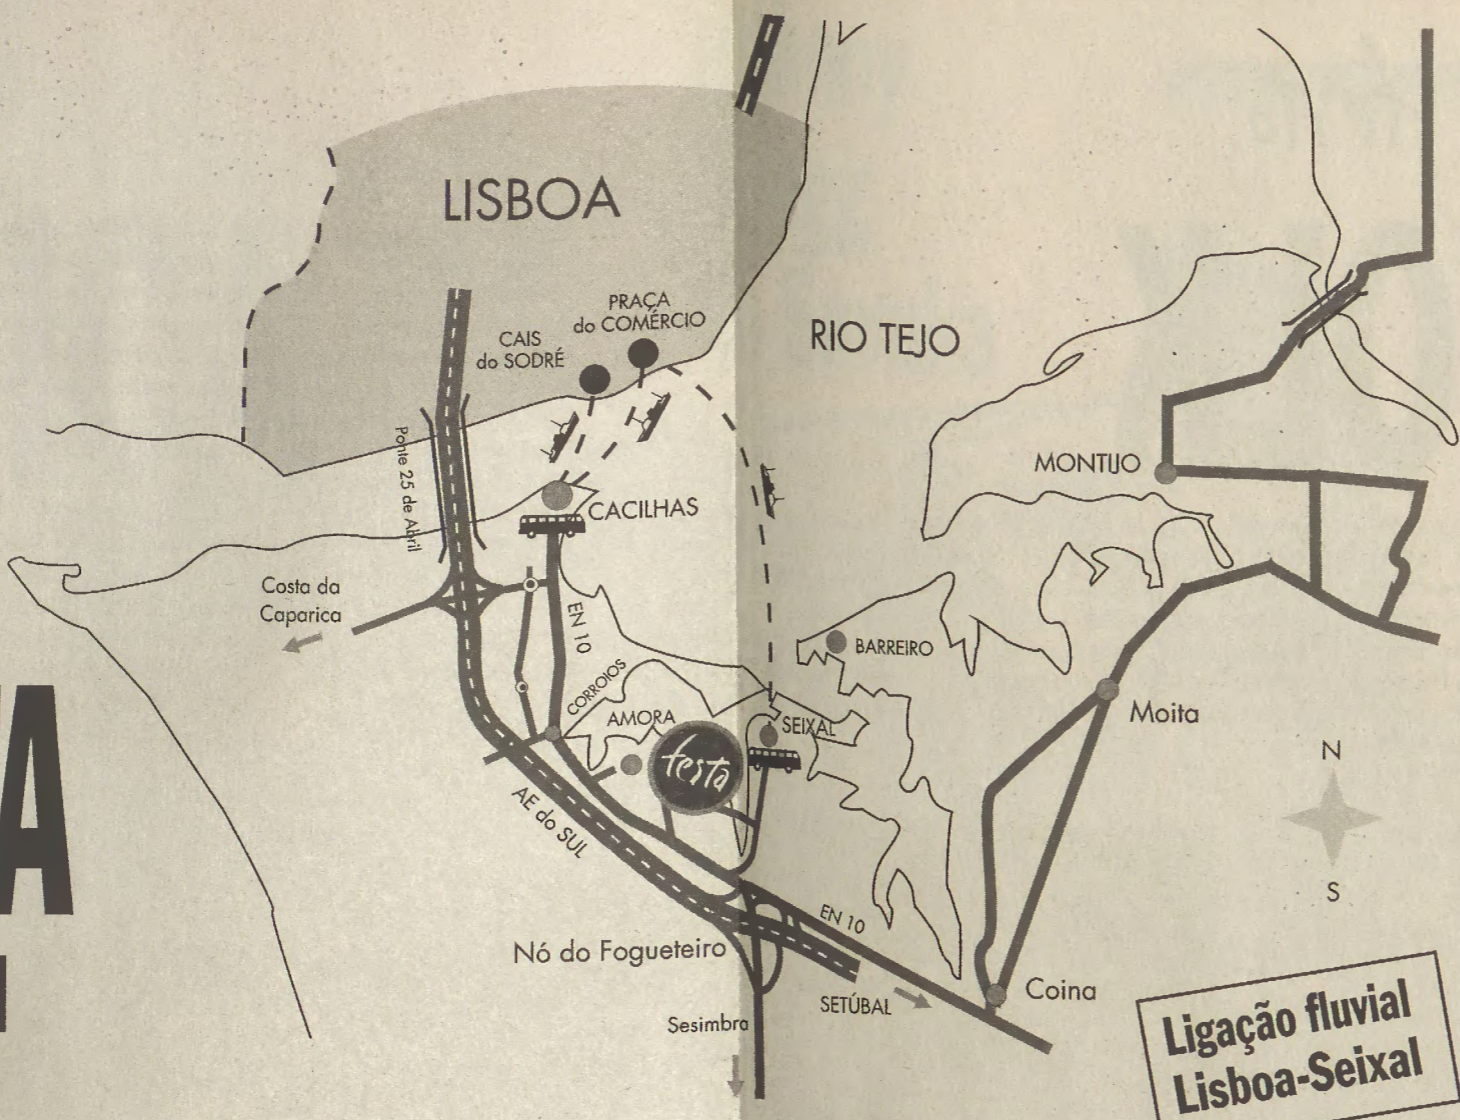 LISBOA
PRAÇA
do COMÉRCIO
CAIS
do SODRÉ
RIO TEJO
Ponte 25 de Abril
MONTIJO
CACILHAS
Costa da
Caparica
EN 10
BARREIRO
CORROIOS
AMORA
SEIXAL
festa
Moita
N
S
AE do SUL
EN 10
Nó do Fogueteiro
SETÚBAL
Coina
Sesimbra
A
Ligação fluvial
Lisboa-Seixal